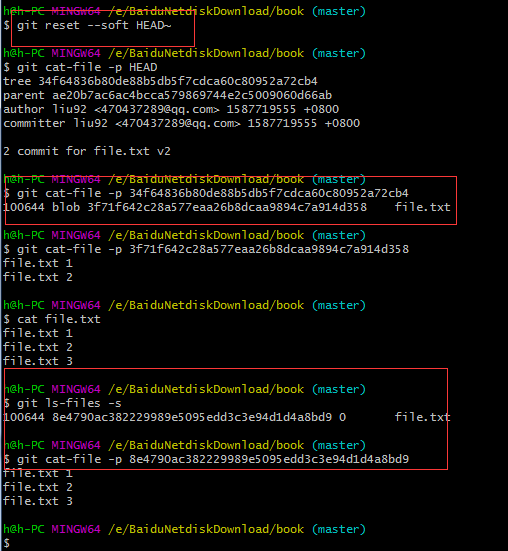 h@h-PC MINGW64 /e/BaiduNetdiskDownload/book (master)
$ git reset --soft HEAD~
h@h-PC MINGW64 /e/BaiduNetdiskDownload/book (master)
$ git cat-file -p HEAD
tree 34f64836b80de88b5db5f7cdca60c80952a72cb4
parent ae20b7ac6ac4bcca579869744e2c5009060d66ab
author liu92 <470437289@qq.com> 1587719555 +0800
committer liu92 <470437289@qq.com> 1587719555 +0800
2 commit for file.txt v2
h@h-PC MINGW64 /e/BaiduNetdiskDownload/book (master)
$ git cat-file -p 34f64836b80de88b5db5f7cdca60c80952a72cb4
100644 blob 3f71f642c28a577eaa26b8dcaa9894c7a914d358    file.txt
h@h-PC MINGW64 /e/BaiduNetdiskDownload/book (master)
$ git cat-file -p 3f71f642c28a577eaa26b8dcaa9894c7a914d358
file.txt 1
file.txt 2
h@h-PC MINGW64 /e/BaiduNetdiskDownload/book (master)
$ cat file.txt
file.txt 1
file.txt 2
file.txt 3
h@h-PC MINGW64 /e/BaiduNetdiskDownload/book (master)
$ git ls-files -s
100644 8e4790ac382229989e5095edd3c3e94d1d4a8bd9 0       file.txt
h@h-PC MINGW64 /e/BaiduNetdiskDownload/book (master)
$ git cat-file -p 8e4790ac382229989e5095edd3c3e94d1d4a8bd9
file.txt 1
file.txt 2
file.txt 3
h@h-PC MINGW64 /e/BaiduNetdiskDownload/book (master)
$